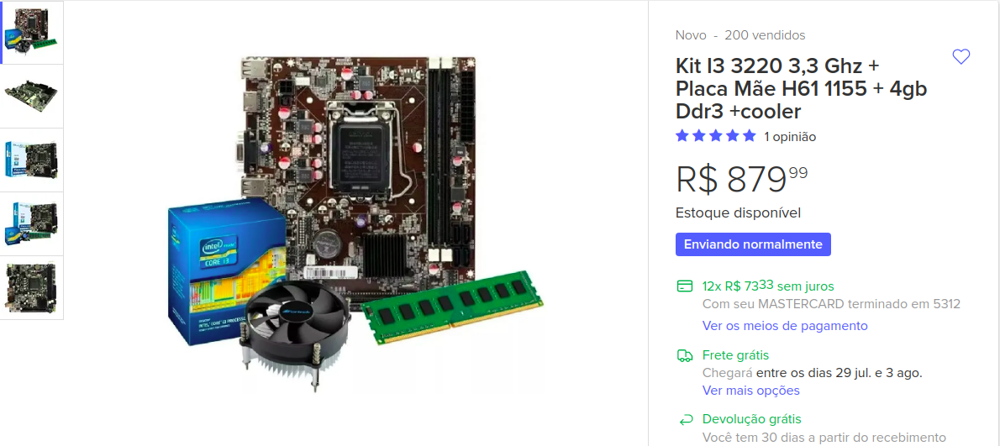 Novo - 200 vendidos
Kit I3 3220 3,3 Ghz +
Placa Mãe H61 1155 + 4gb
Ddr3 +cooler
1 opinião
R$ 879 99
Estoque disponível
Enviando normalmente
12x R$ 73 33 sem juros
Com seu MASTERCARD terminado em 5312
Ver os meios de pagamento
Frete grátis
Chegará entre os dias 29 jul. e 3 ago.
Ver mais opções
Devolução grátis
Você tem 30 dias a partir do recebimento
intel
CORE i3